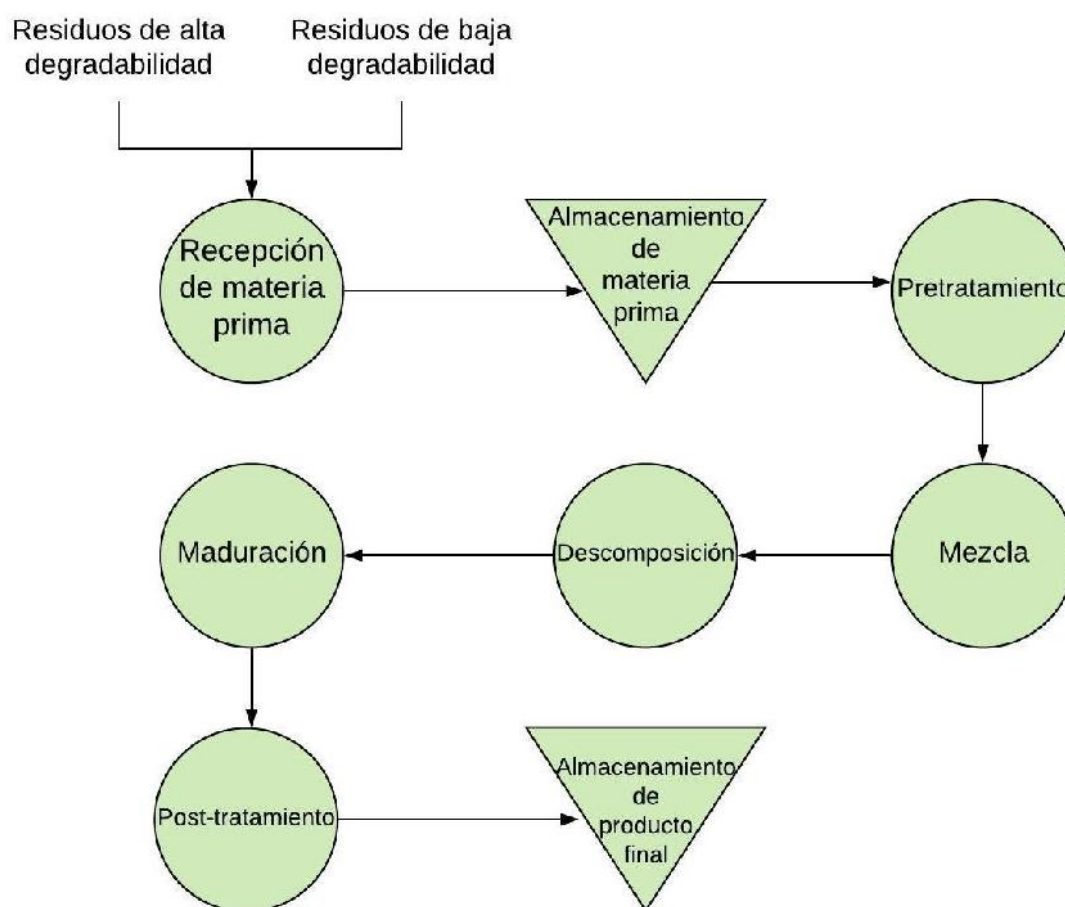 Residuos de alta
degradabilidad
Residuos de baja
degradabilidad
Recepción
de materia
prima
Almacenamiento
de
materia
prima
Pretratamiento
Maduración
Descomposición
Mezcla
Post-tratamiento
Almacenamiento
de
producto
final